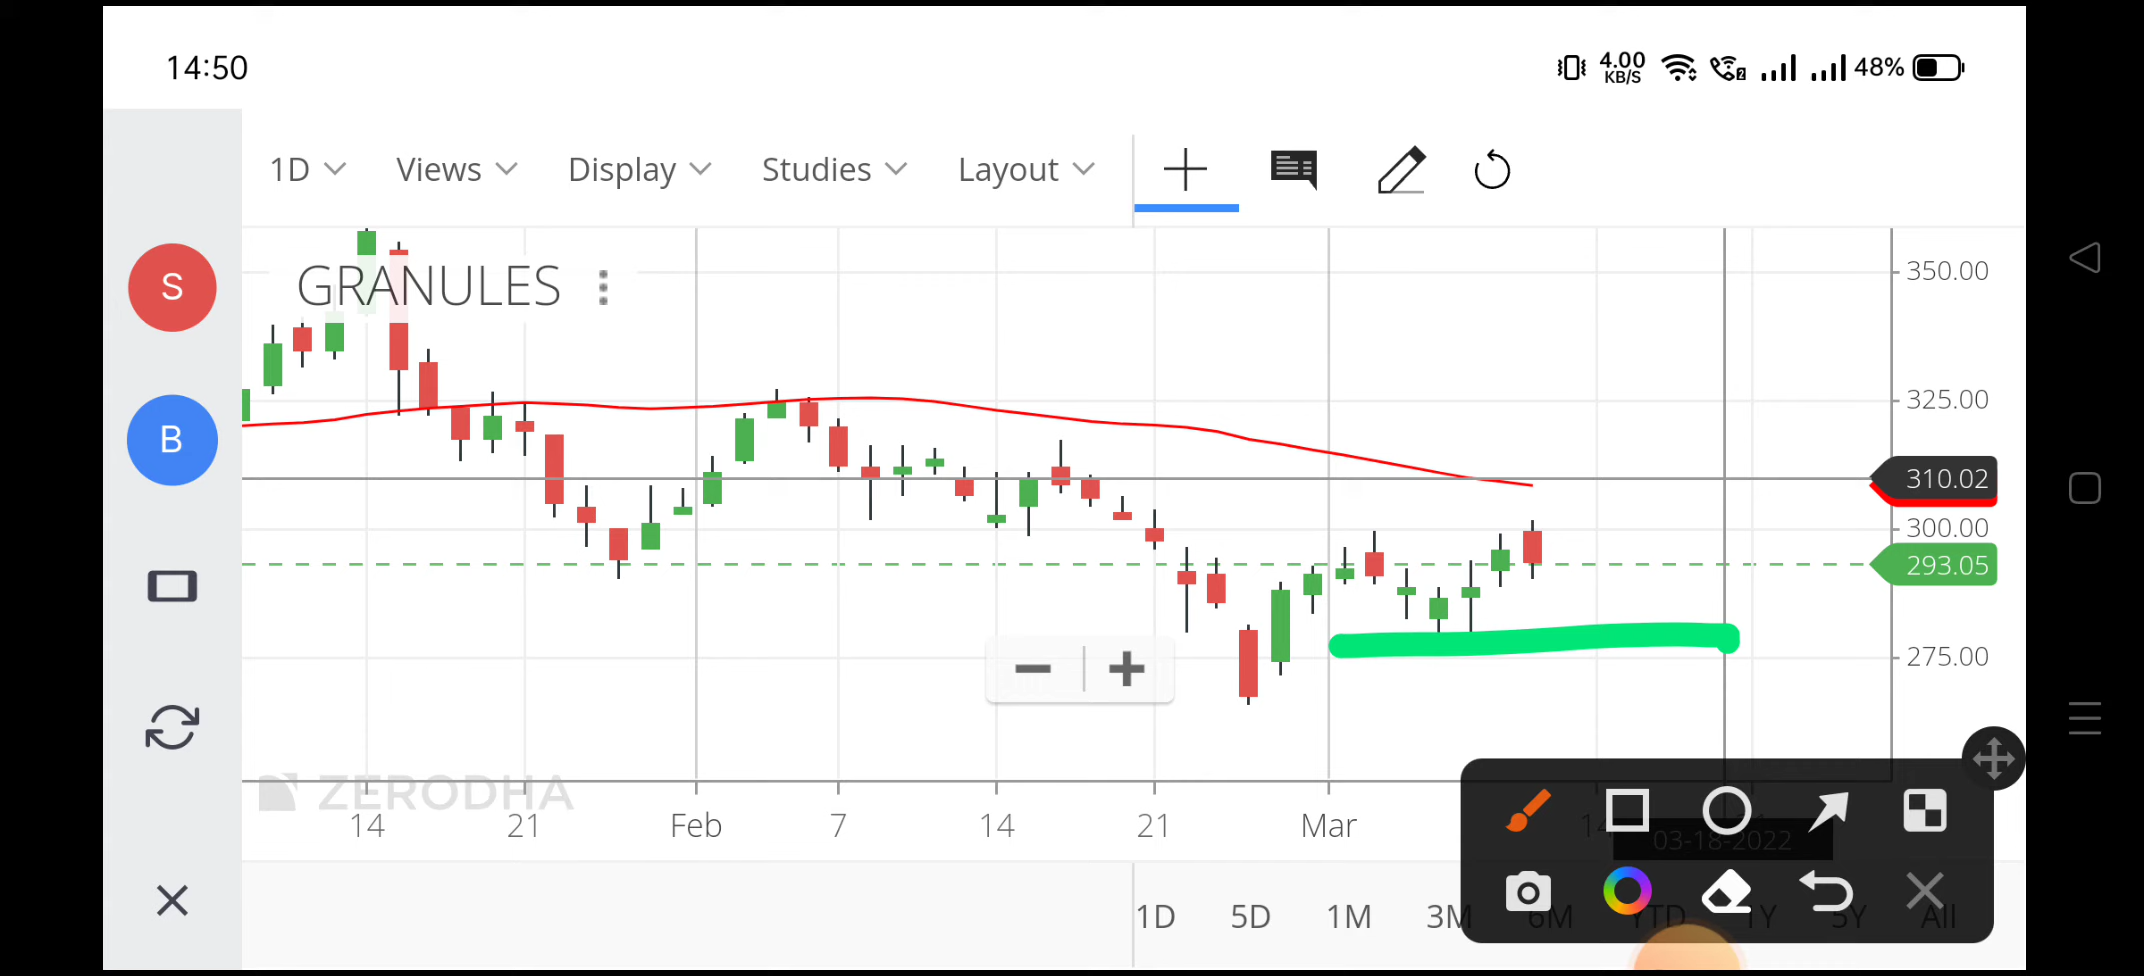 14:50
4.00
KB/S
2
48%
1D Views Display Studies Layout
S
GRANULES
350.00
325.00
B
310.02
300.00
293.05
275.00
ZERODHA
14 21 Feb 7 14 21 Mar 14
03-18-2022
1D 5D 1M 3M 6M YTD 1Y 5Y All